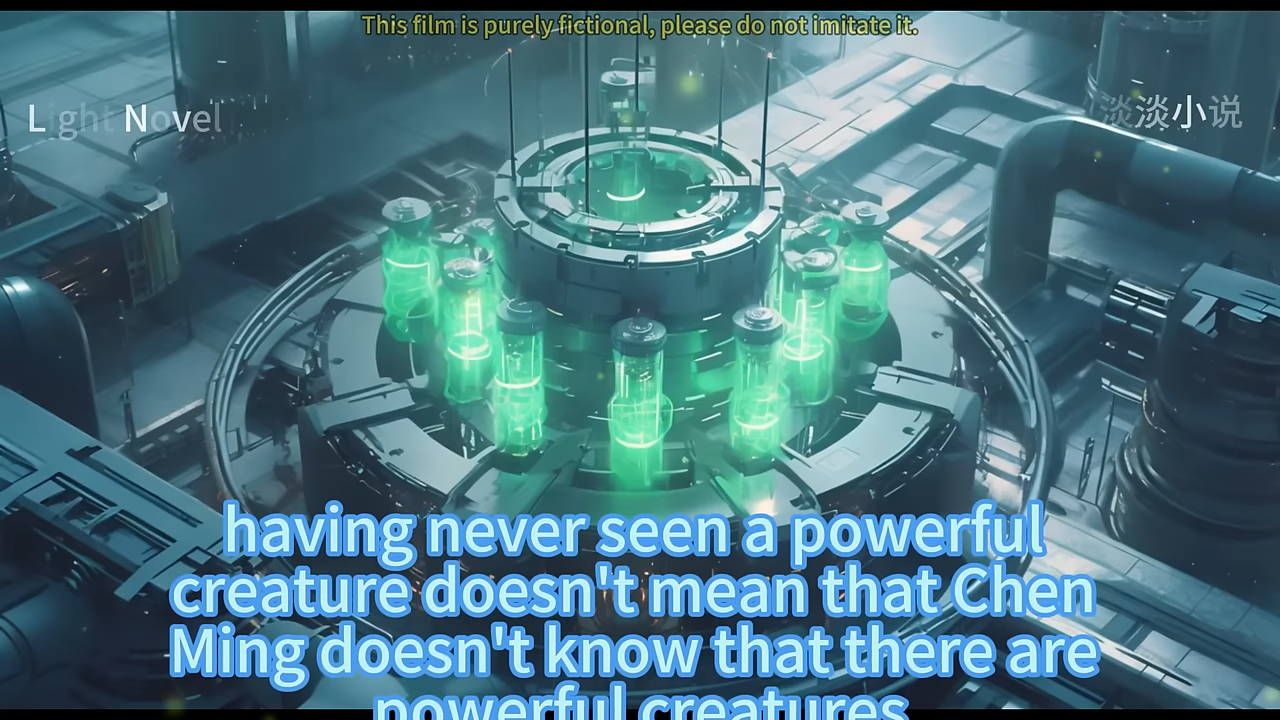 This film is purely fictional, please do not imitate it.
Light Novel
淡淡小说
having never seen a powerful
creature doesn't mean that Chen
Ming doesn't know that there are
powerful creatures